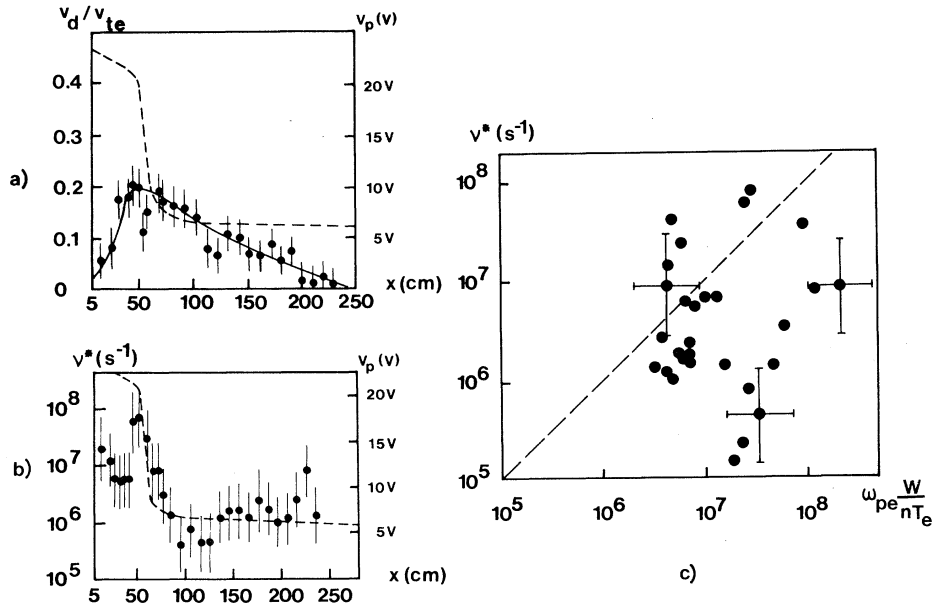 v_d / v_te
v_p (v)
0.4
0.3
0.2
0.1
0
20V
15V
10V
5V
a)
5
50
100
150
200
250
x (cm)
ν* (s⁻¹)
v_p (v)
10⁸
10⁷
10⁶
10⁵
20V
15V
10V
5V
b)
5
50
100
150
200
250
x (cm)
ν* (s⁻¹)
10⁸
10⁷
10⁶
10⁵
10⁵
10⁶
10⁷
10⁸
ω_pe W/nT_e
c)